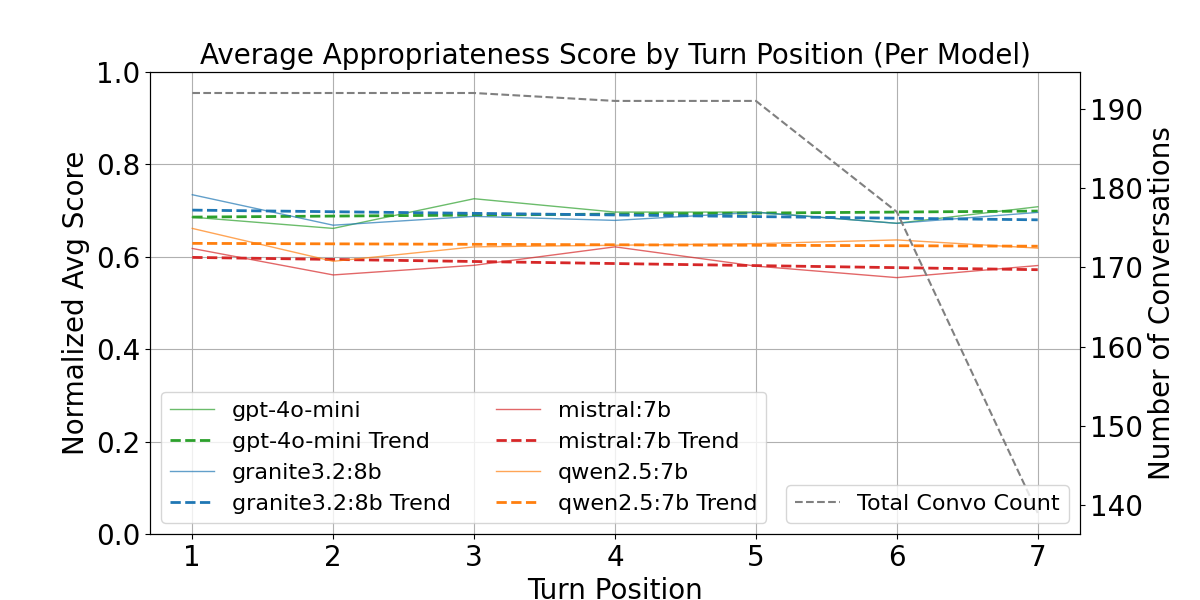 Average Appropriateness Score by Turn Position (Per Model)
Normalized Avg Score
1.0
0.8
0.6
0.4
0.2
0.0
190
180
170
160
150
140
Number of Conversations
gpt-4o-mini
gpt-4o-mini Trend
granite3.2:8b
granite3.2:8b Trend
mistral:7b
mistral:7b Trend
qwen2.5:7b
qwen2.5:7b Trend
Total Convo Count
1 2 3 4 5 6 7
Turn Position